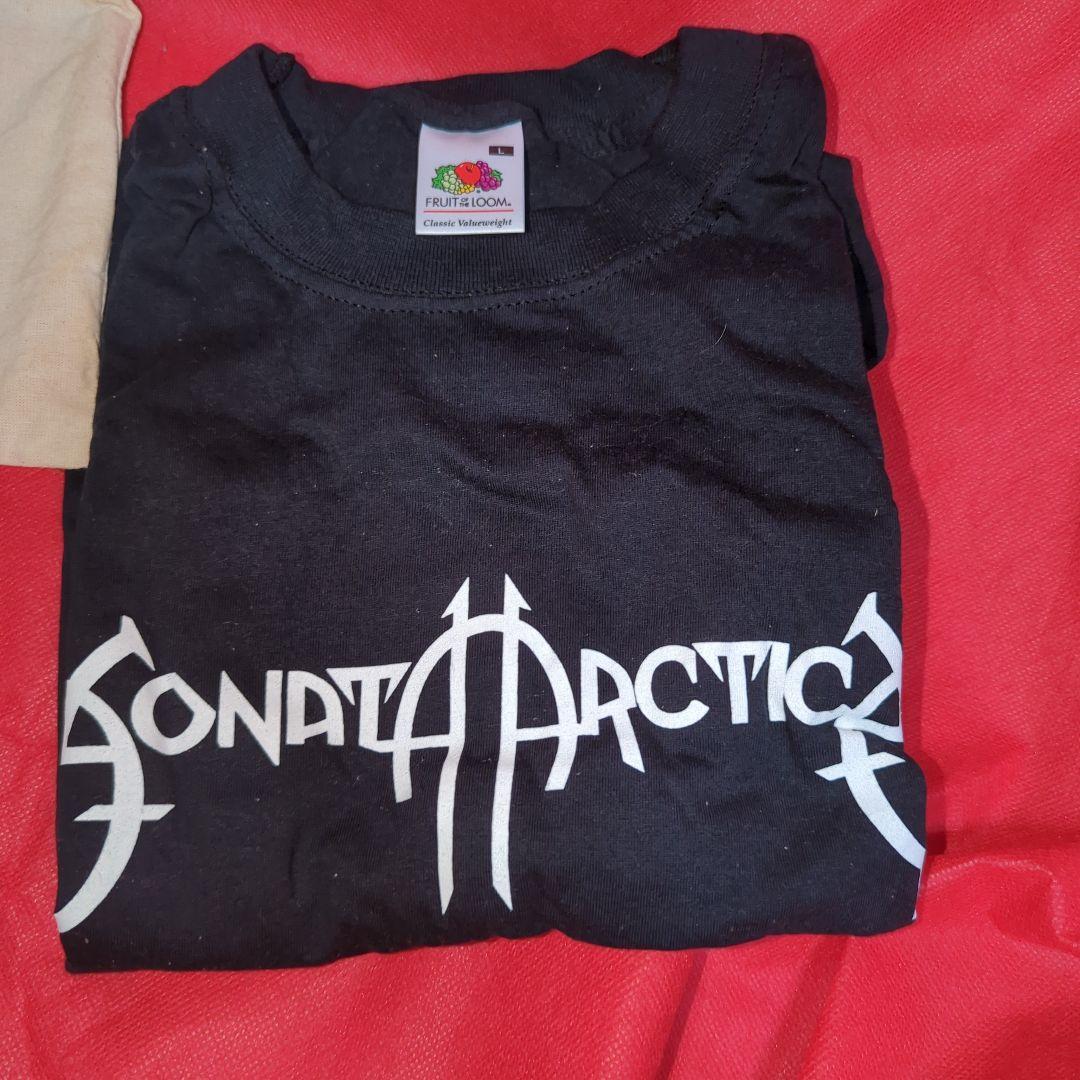 L
FRUIT OF THE LOOM®
Classic Valueweight
SONATA ARCTICA